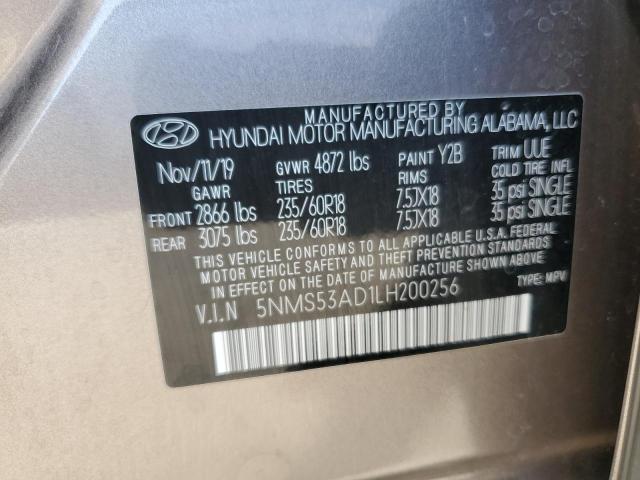 MANUFACTURED BY
HYUNDAI MOTOR MANUFACTURING ALABAMA, LLC
Nov/11/19 GVWR 4872 lbs PAINT Y2B TRIM UUE
GAWR TIRES RIMS COLD TIRE INFL
FRONT 2866 lbs 235/60R18 7.5JX18 35 psi SINGLE
REAR 3075 lbs 235/60R18 7.5JX18 35 psi SINGLE
THIS VEHICLE CONFORMS TO ALL APPLICABLE U.S.A. FEDERAL
MOTOR VEHICLE SAFETY AND THEFT PREVENTION STANDARDS
IN EFFECT ON THE DATE OF MANUFACTURE SHOWN ABOVE.
V.I.N 5NMS53AD1LH200256 TYPE: MPV